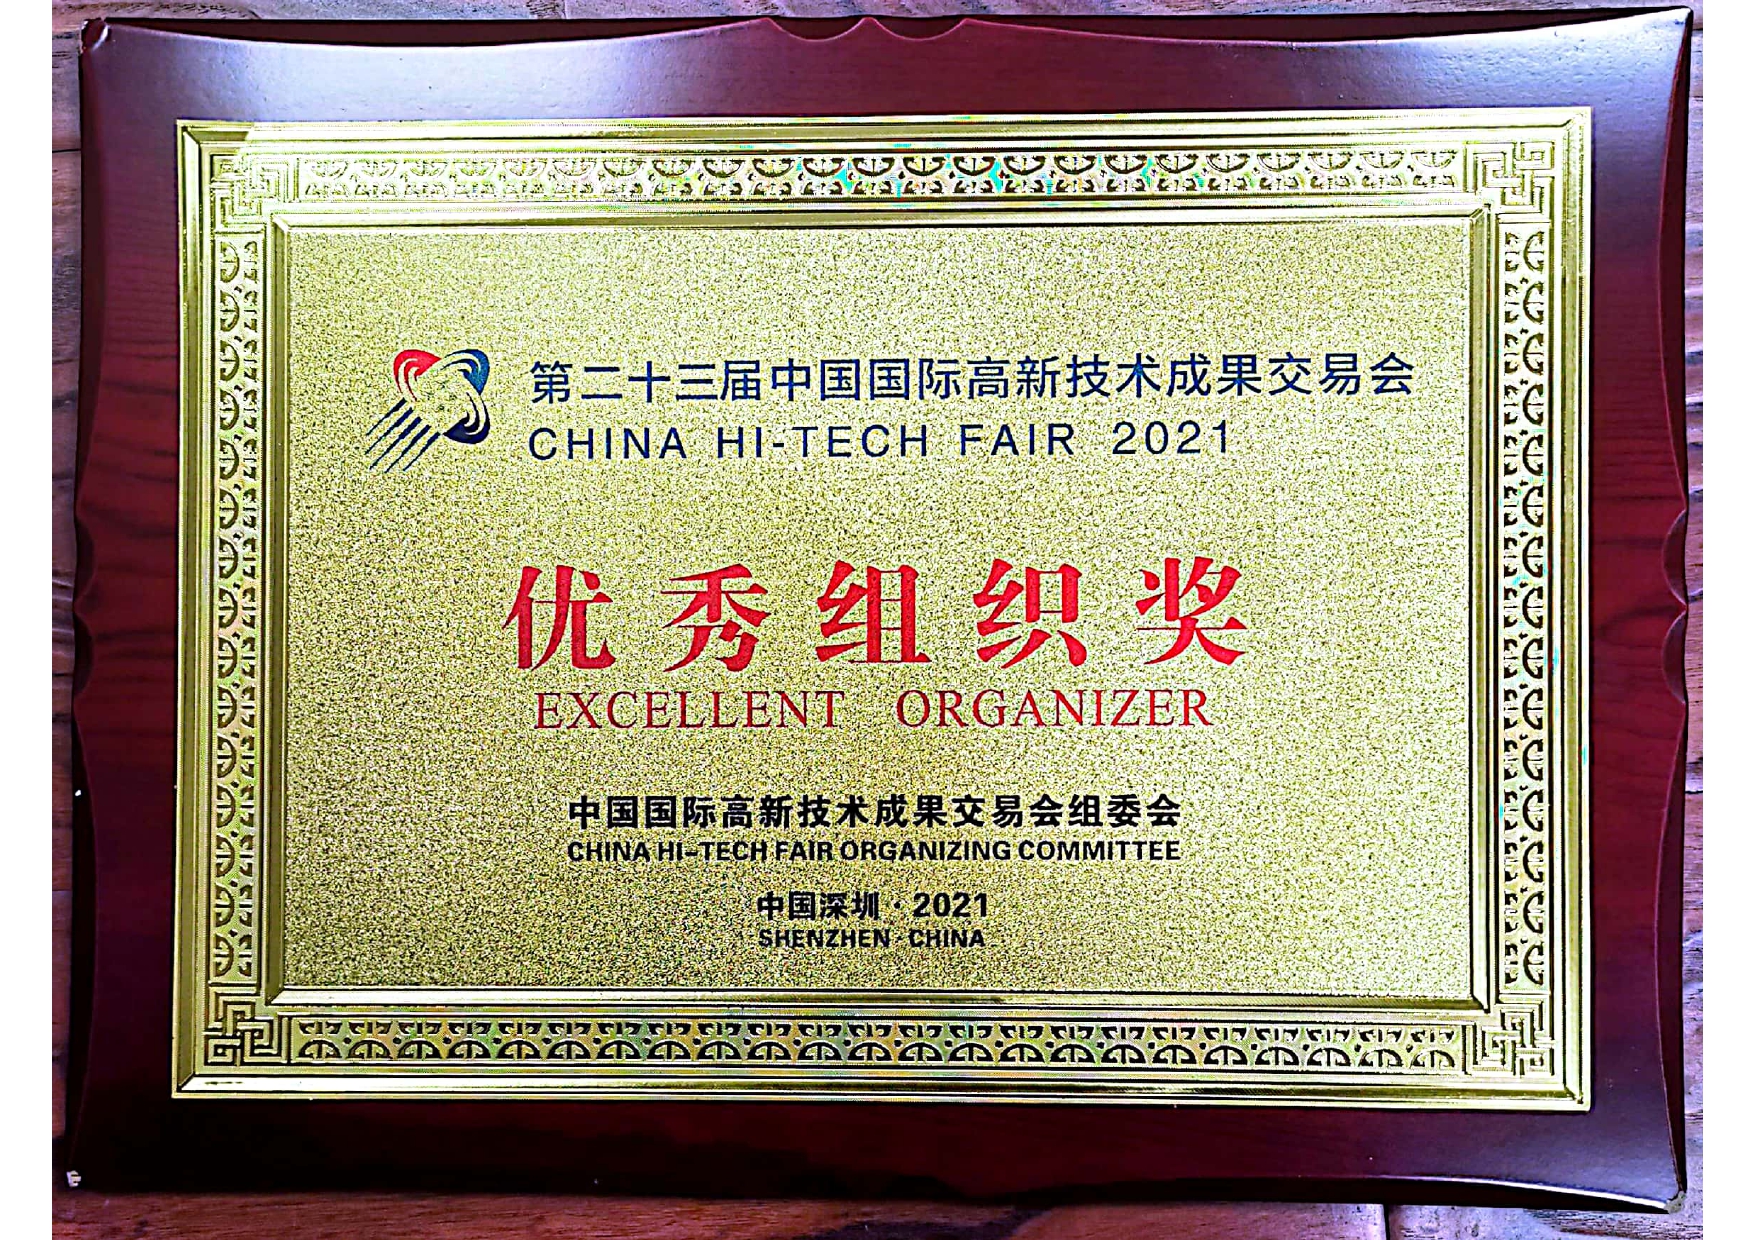 第二十三届中国国际高新技术成果交易会
CHINA HI-TECH FAIR 2021
优秀组织奖
EXCELLENT ORGANIZER
中国国际高新技术成果交易会组委会
CHINA HI-TECH FAIR ORGANIZING COMMITTEE
中国深圳·2021
SHENZHEN·CHINA